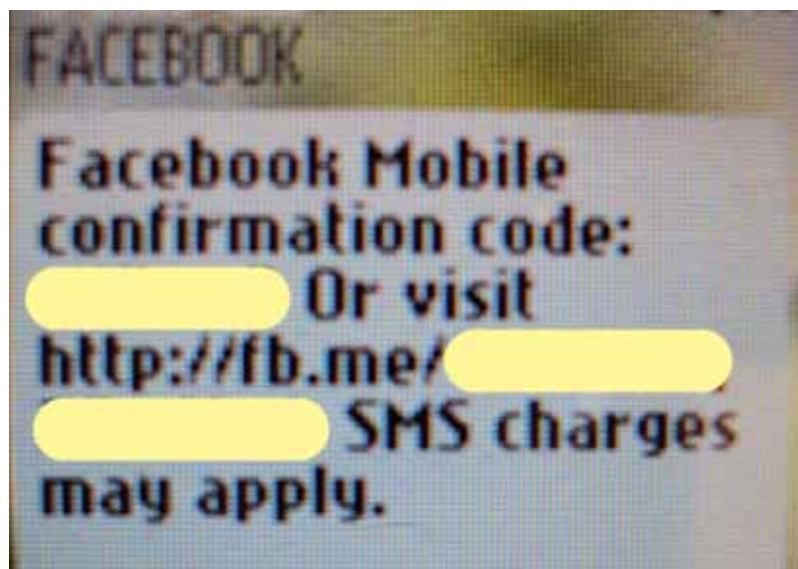 FACEBOOK
Facebook Mobile
confirmation code:
Or visit
http://fb.me/
SMS charges
may apply.